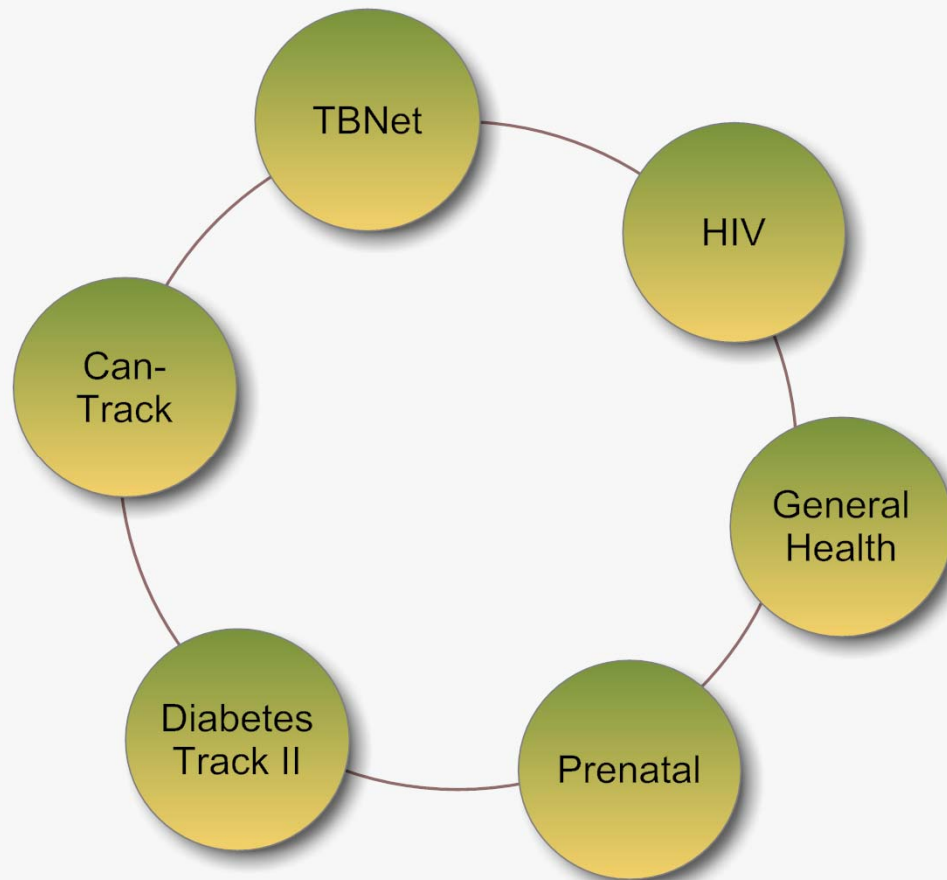 TBNet
HIV
General
Health
Prenatal
Diabetes
Track II
Can-
Track